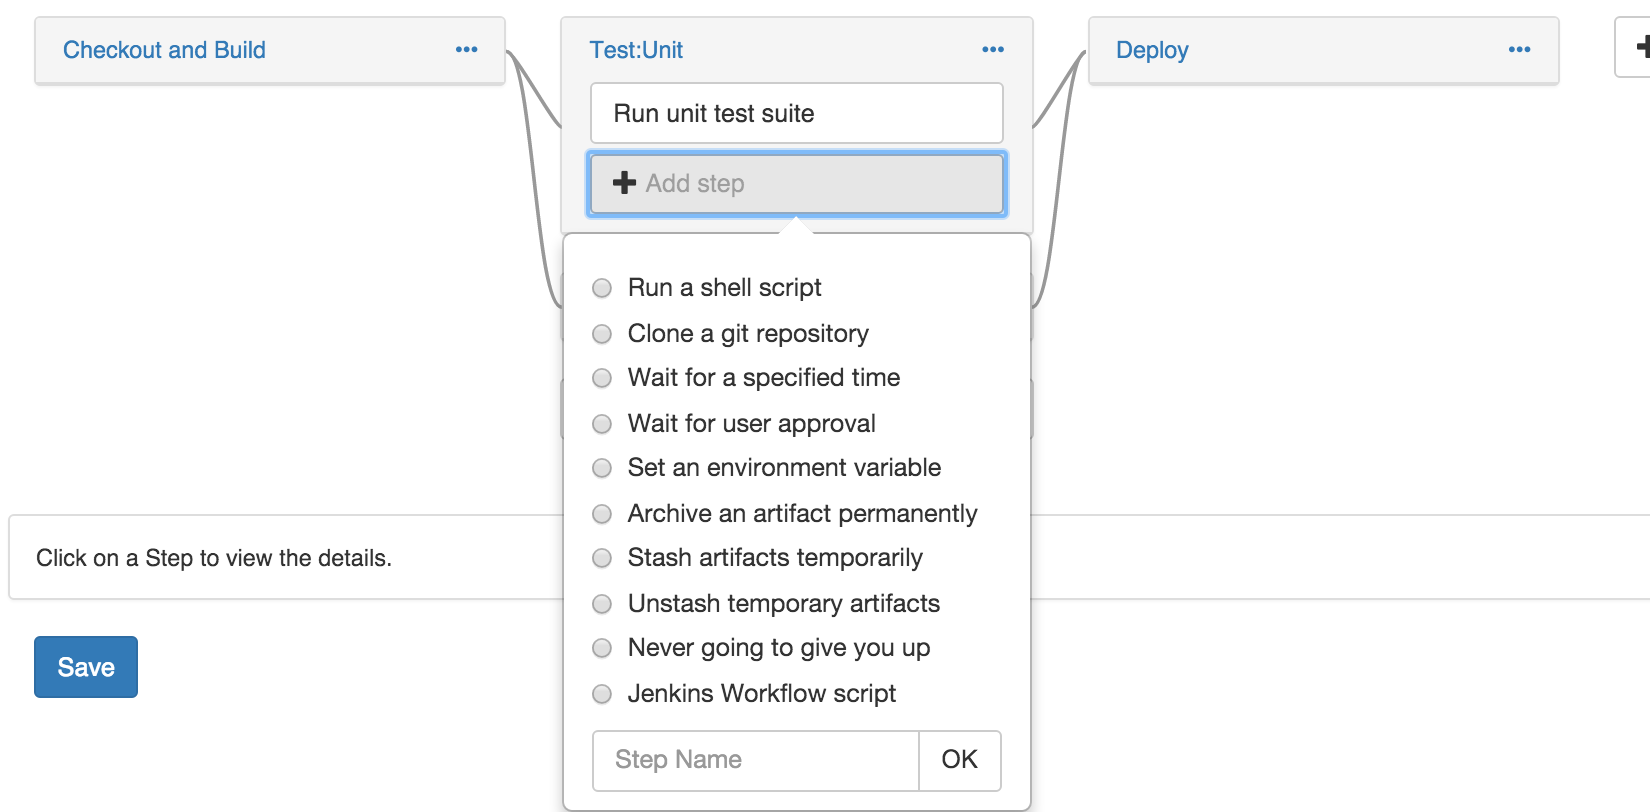 Checkout and Build
Test:Unit
Deploy
Run unit test suite
Add step
Run a shell script
Clone a git repository
Wait for a specified time
Wait for user approval
Set an environment variable
Archive an artifact permanently
Stash artifacts temporarily
Unstash temporary artifacts
Never going to give you up
Jenkins Workflow script
Step Name
OK
Click on a Step to view the details.
Save